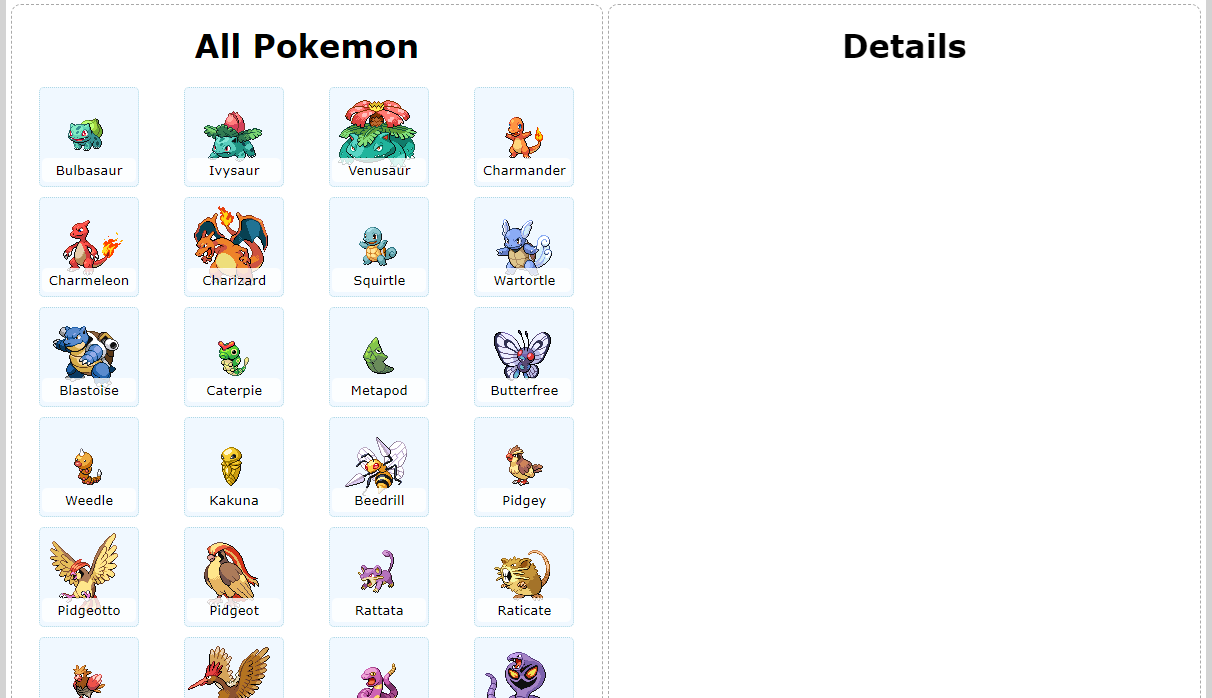 All Pokemon
Bulbasaur
Ivysaur
Venusaur
Charmander
Charmeleon
Charizard
Squirtle
Wartortle
Blastoise
Caterpie
Metapod
Butterfree
Weedle
Kakuna
Beedrill
Pidgey
Pidgeotto
Pidgeot
Rattata
Raticate
Details